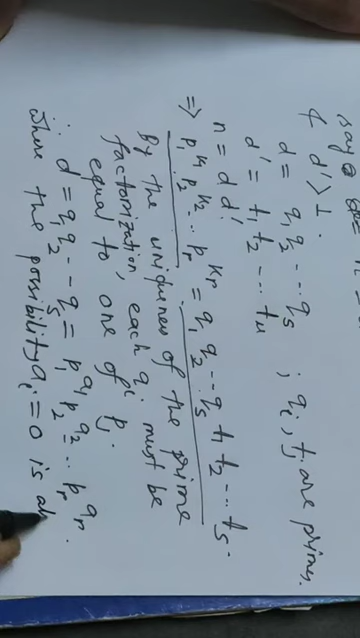 say
& d' > 1.
d = q₁ q₂ -- qₛ ; qᵢ, tⱼ are primes.
d' = t₁ t₂ --- tᵤ
n = d d'
⇒ p₁^k₁ p₂^k₂ -- pᵣ^kᵣ = q₁ q₂ -- qₛ t₁ t₂ --- tₛ.
By the uniqueness of the prime
factorization, each qᵢ must be
equal to one of pⱼ.
∴ d = q₁ q₂ -- qₛ = p₁^a₁ p₂^a₂ -- pᵣ^aᵣ.
where the possibility aᵢ = 0 is